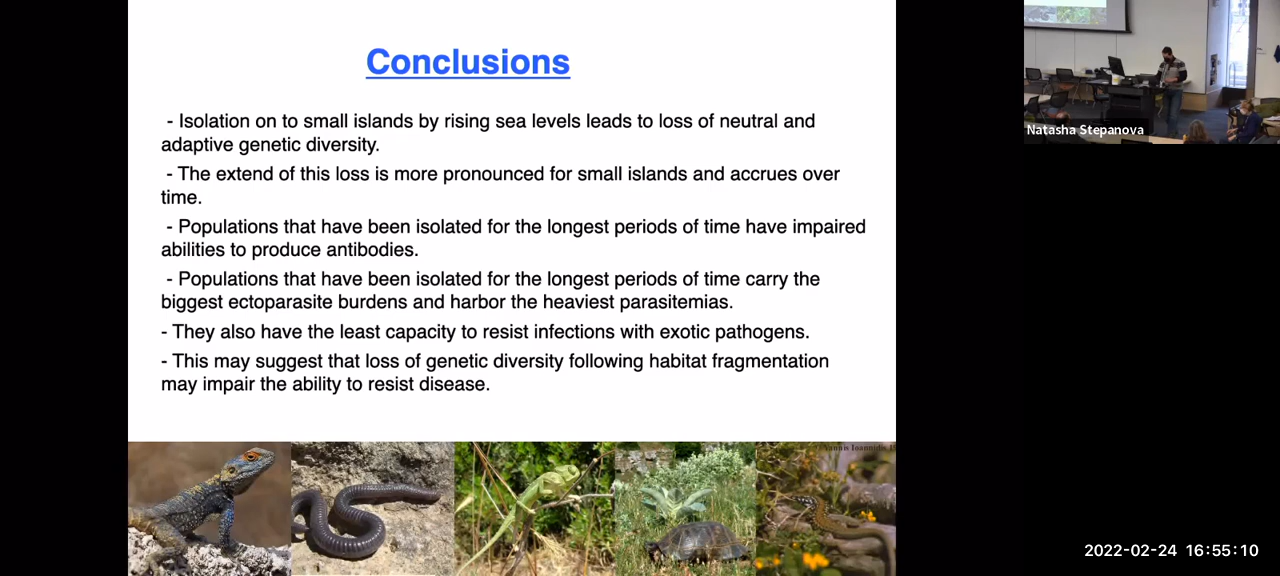 Conclusions
- Isolation on to small islands by rising sea levels leads to loss of neutral and
adaptive genetic diversity.
- The extend of this loss is more pronounced for small islands and accrues over
time.
- Populations that have been isolated for the longest periods of time have impaired
abilities to produce antibodies.
- Populations that have been isolated for the longest periods of time carry the
biggest ectoparasite burdens and harbor the heaviest parasitemias.
- They also have the least capacity to resist infections with exotic pathogens.
- This may suggest that loss of genetic diversity following habitat fragmentation
may impair the ability to resist disease.
Natasha Stepanova
Ioannidis
2022-02-24 16:55:10